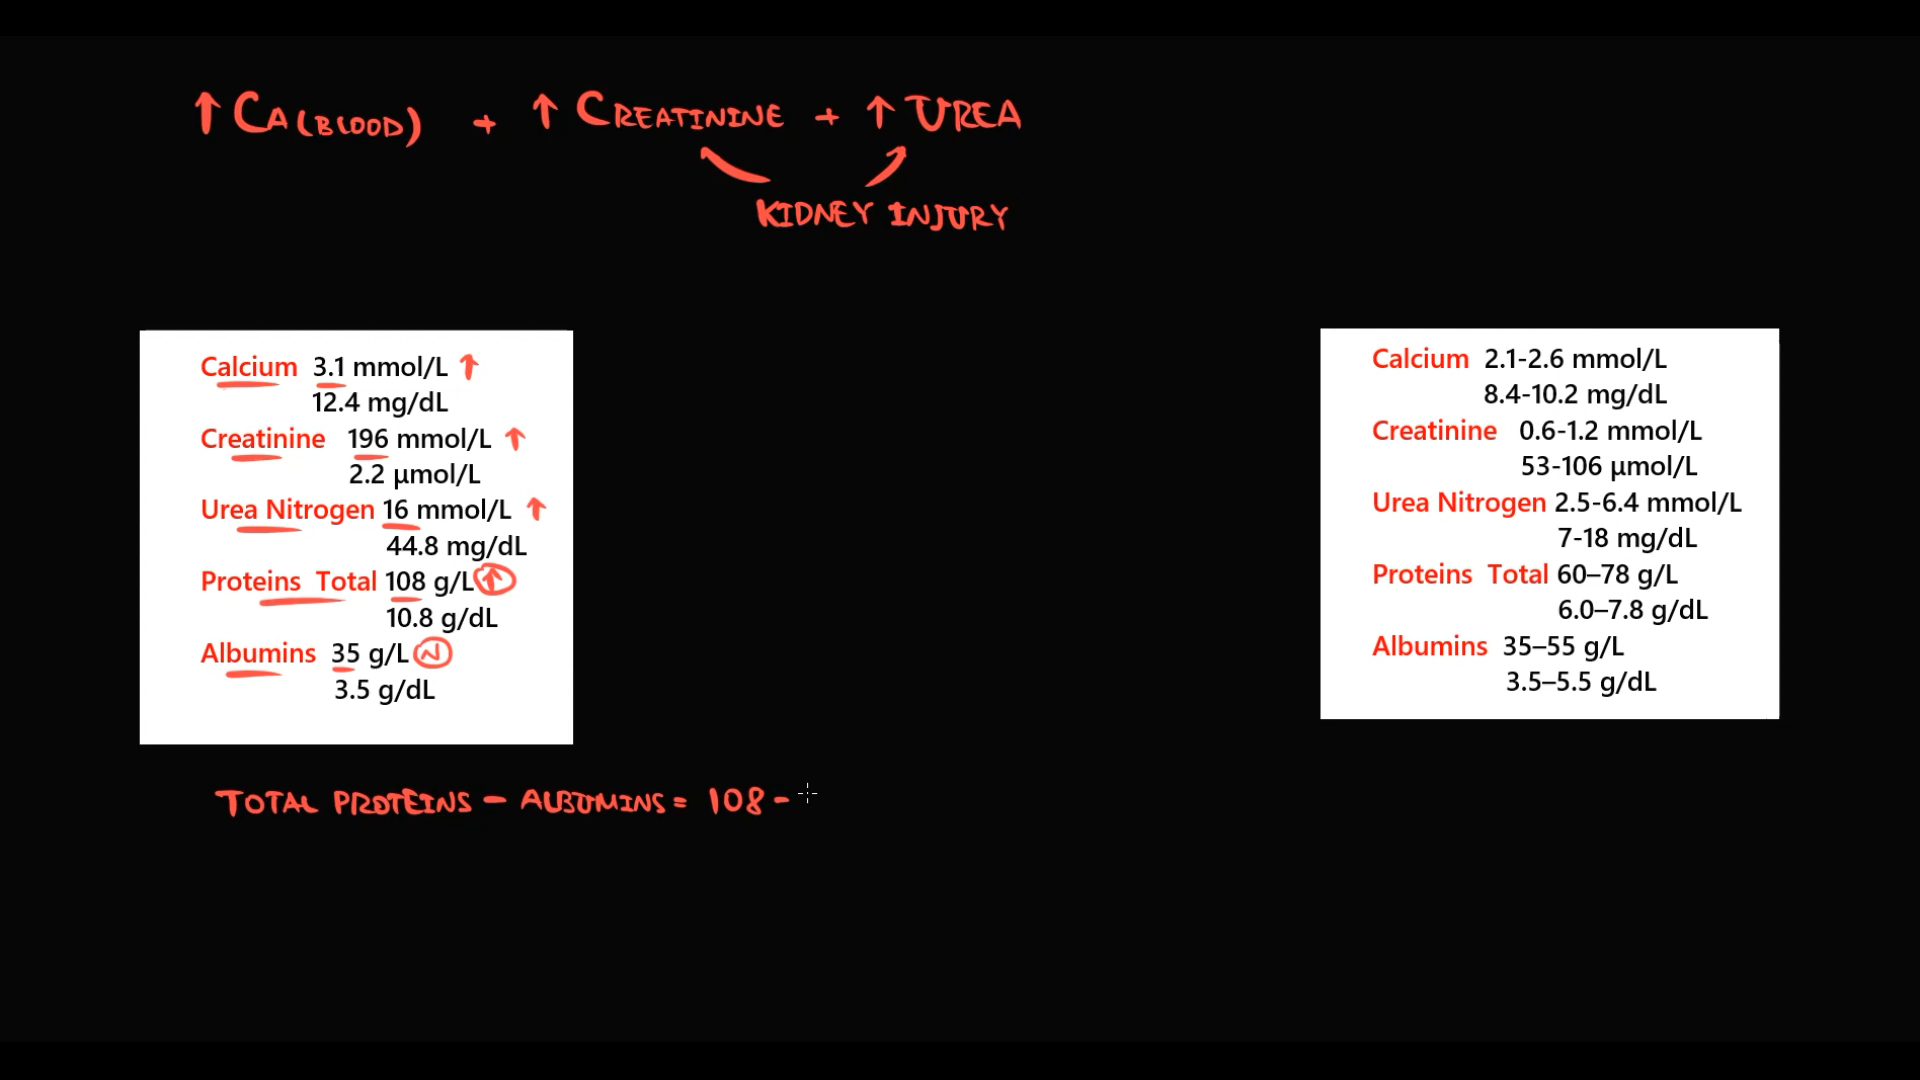 ↑ CA (BLOOD) + ↑ CREATININE + ↑ UREA
KIDNEY INJURY
Calcium 3.1 mmol/L ↑
12.4 mg/dL
Creatinine 196 mmol/L ↑
2.2 µmol/L
Urea Nitrogen 16 mmol/L ↑
44.8 mg/dL
Proteins Total 108 g/L ↑
10.8 g/dL
Albumins 35 g/L N
3.5 g/dL
Calcium 2.1-2.6 mmol/L
8.4-10.2 mg/dL
Creatinine 0.6-1.2 mmol/L
53-106 µmol/L
Urea Nitrogen 2.5-6.4 mmol/L
7-18 mg/dL
Proteins Total 60–78 g/L
6.0–7.8 g/dL
Albumins 35–55 g/L
3.5–5.5 g/dL
TOTAL PROTEINS - ALBUMINS = 108 -